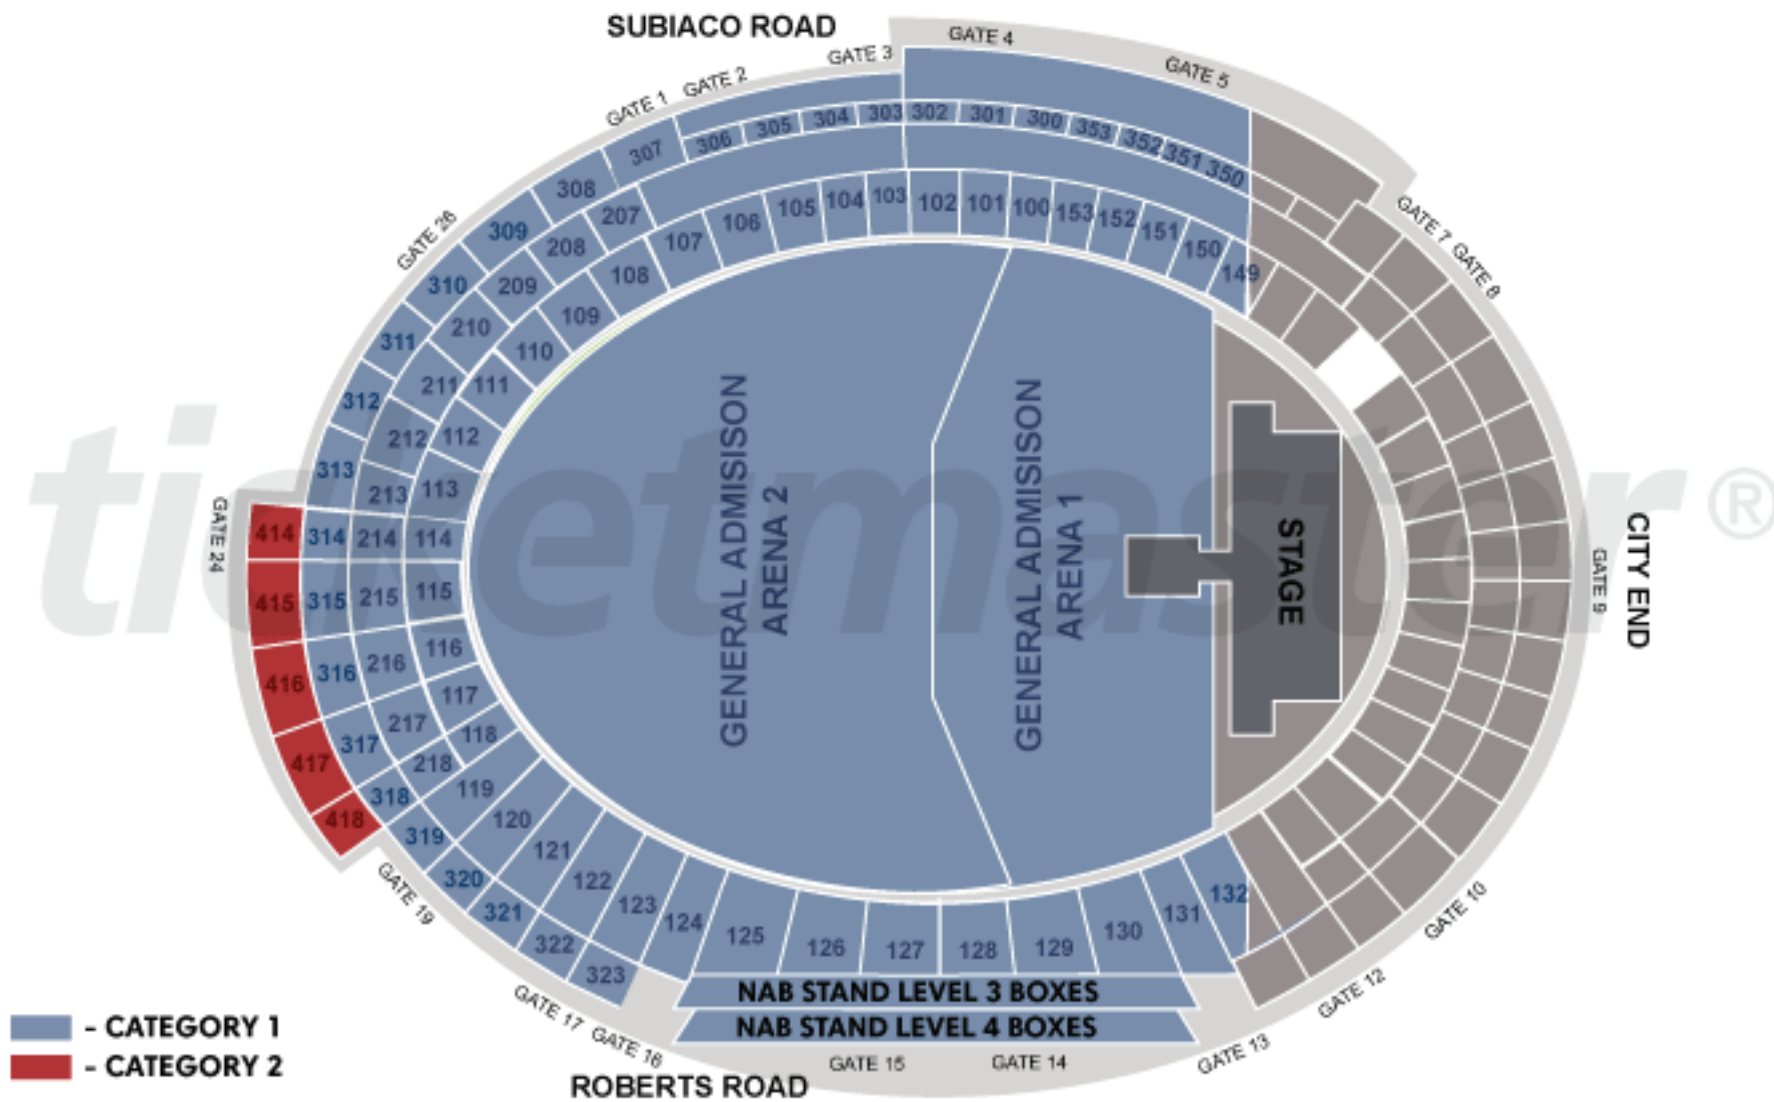 SUBIACO ROAD
GATE 4
GATE 3
GATE 5
GATE 2
GATE 1
GATE 26
GATE 7
GATE 8
GATE 24
GATE 9
CITY END
GATE 19
GATE 17
GATE 16
GATE 15
GATE 14
GATE 13
GATE 12
GATE 10
ROBERTS ROAD
307 306 305 304 303 302 301 300 353 352 351 350
308
309
310
311
312
313
314
315
316
317
318
319
320
321
322
323
207
208
209
210
211
212
213
214
215
216
217
218
107 106 105 104 103 102 101 100 153 152 151 150 149
108
109
110
111
112
113
114
115
116
117
118
119
120
121
122
123
124 125 126 127 128 129 130 131 132
414
415
416
417
418
GENERAL ADMISISON
ARENA 2
GENERAL ADMISISON
ARENA 1
STAGE
ticketmaster®
NAB STAND LEVEL 3 BOXES
NAB STAND LEVEL 4 BOXES
- CATEGORY 1
- CATEGORY 2